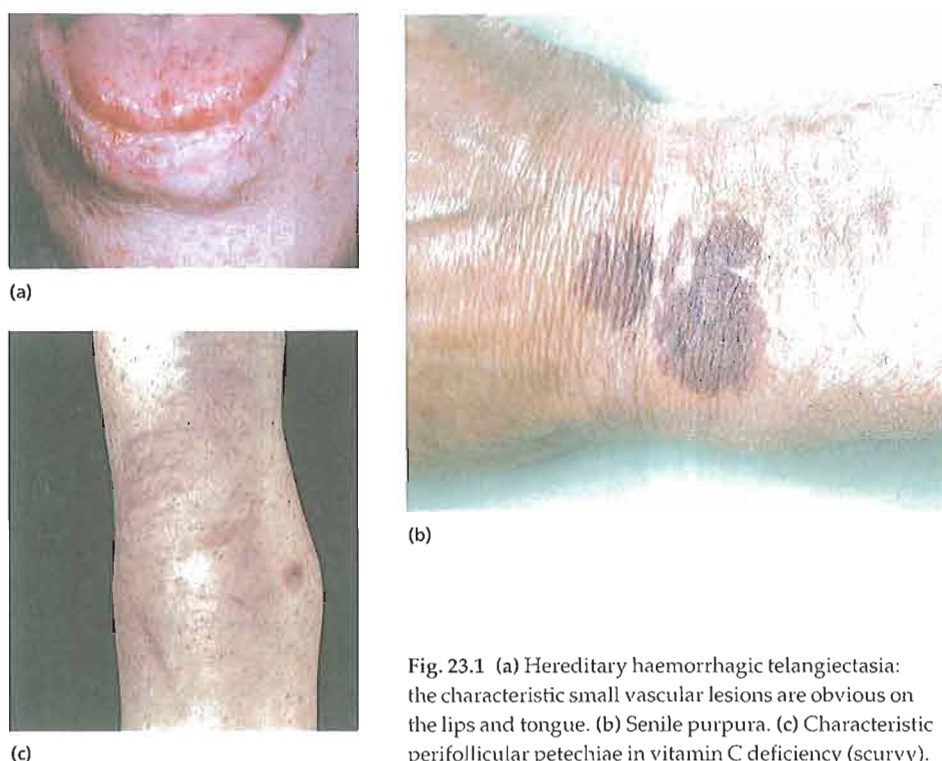 (a)
(b)
(c)
Fig. 23.1 (a) Hereditary haemorrhagic telangiectasia:
the characteristic small vascular lesions are obvious on
the lips and tongue. (b) Senile purpura. (c) Characteristic
perifollicular petechiae in vitamin C deficiency (scurvy).